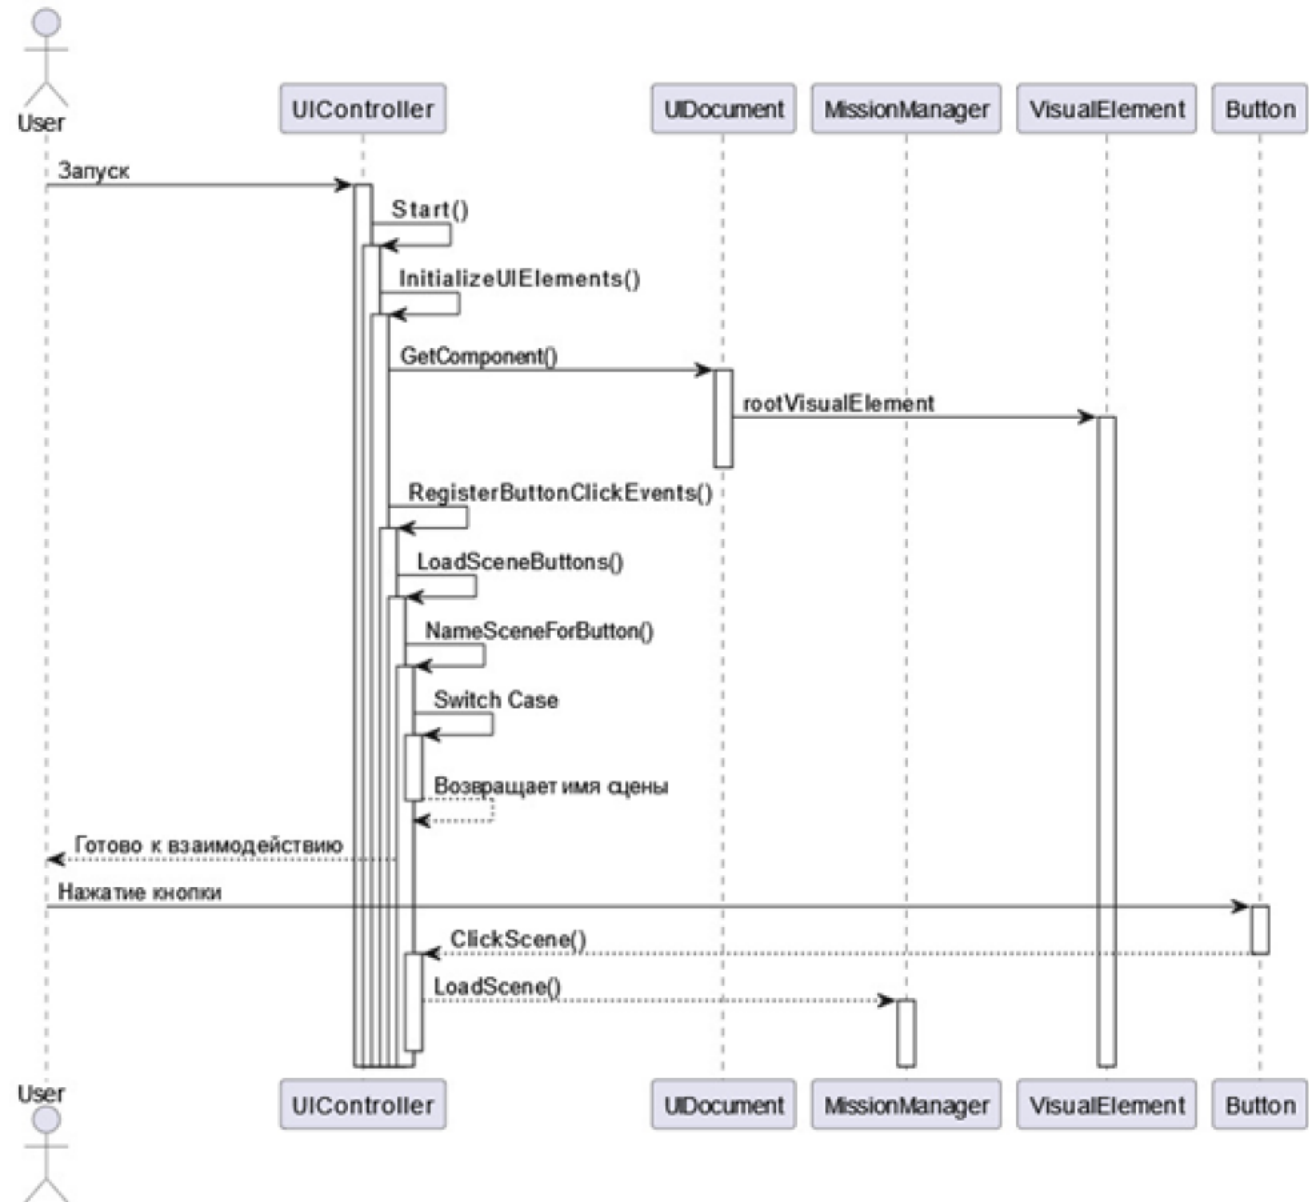 User
UIController
UIDocument
MissionManager
VisualElement
Button
Запуск
Start()
InitializeUIElements()
GetComponent()
rootVisualElement
RegisterButtonClickEvents()
LoadSceneButtons()
NameSceneForButton()
Switch Case
Возвращает имя сцены
Готово к взаимодействию
Нажатие кнопки
ClickScene()
LoadScene()
User
UIController
UIDocument
MissionManager
VisualElement
Button